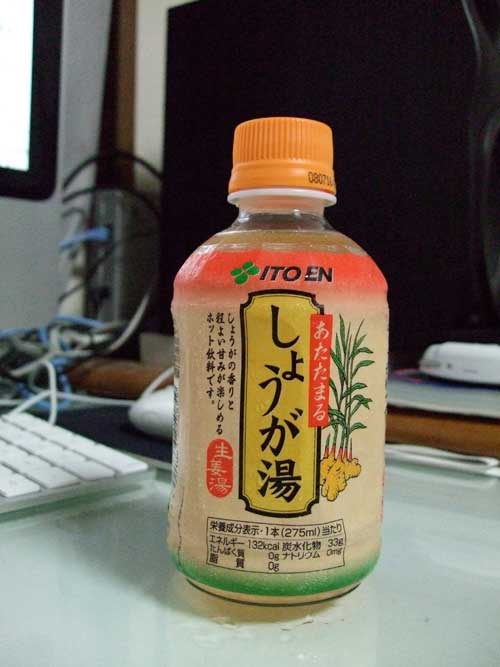 080716
ITO EN
あたたまる
しょうが湯
しょうがの香りと
程よい甘みが楽しめる
ホット飲料です。
生姜湯
栄養成分表示・1本(275ml)当たり
エネルギー 132kcal 炭水化物 33g
たんぱく質 0g ナトリウム 0mg
脂質 0g